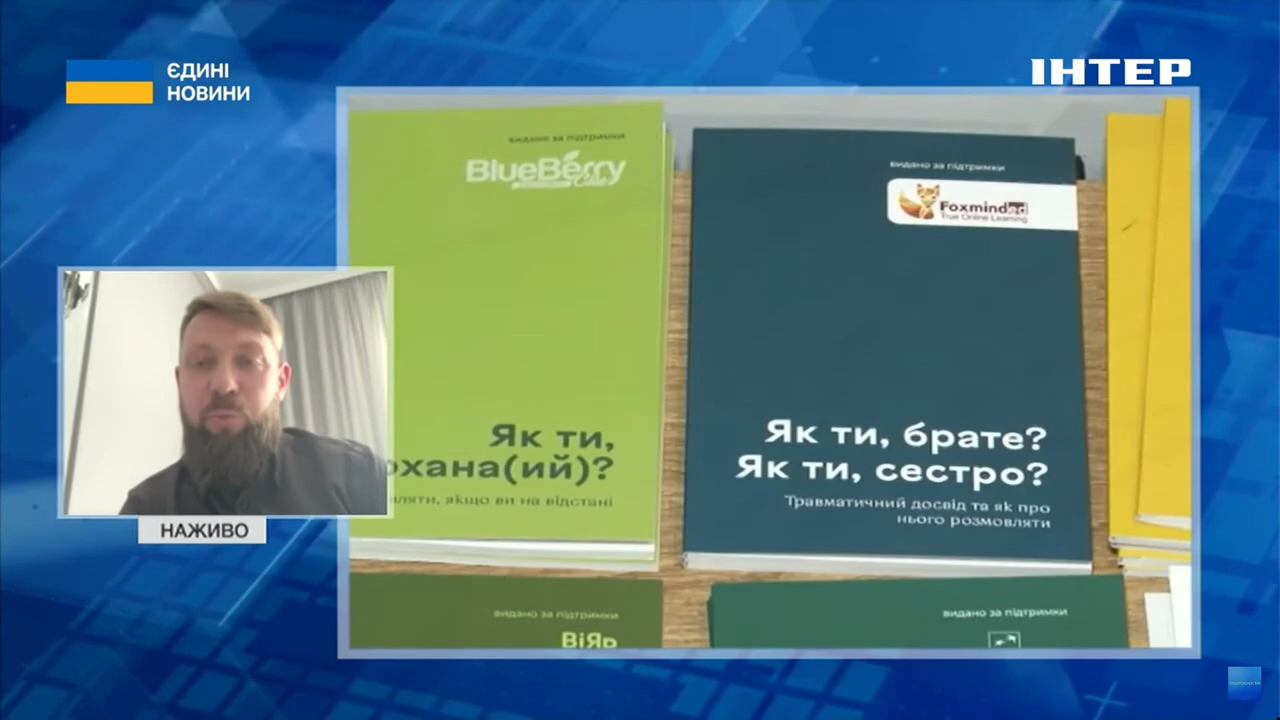 ЄДИНІ
НОВИНИ
ІНТЕР
видано за підтримки
BlueBerry
Як ти,
охана(ий)?
ляти, якщо ви на відстані
видано за підтримки
Foxminded
True Online Learning
Як ти, брате?
Як ти, сестро?
Травматичний досвід та як про
нього розмовляти
НАЖИВО
видано за підтримки
ВіЯр
видано за підтримки